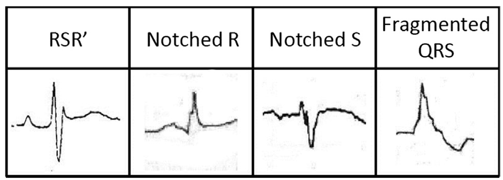 RSR’
Notched R
Notched S
Fragmented
QRS